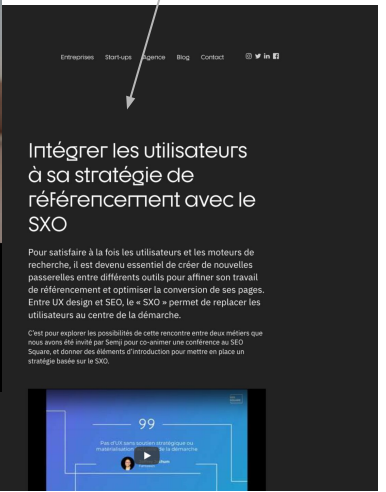 Entreprises Start-ups Agence Blog Contact
Intégrer les utilisateurs
à sa stratégie de
référencement avec le
SXO
Pour satisfaire à la fois les utilisateurs et les moteurs de
recherche, il est devenu essentiel de créer de nouvelles
passerelles entre différents outils pour affiner son travail
de référencement et optimiser la conversion de ses pages.
Entre UX design et SEO, le « SXO » permet de replacer les
utilisateurs au centre de la démarche.
C'est pour explorer les possibilités de cette rencontre entre deux métiers que
nous avons été invité par Semji pour co-animer une conférence au SEO
Square, et donner des éléments d'introduction pour mettre en place un
stratégie basée sur le SXO.
99
Pas d'UX sans soutien stratégique ou
matérialisation de la démarche.